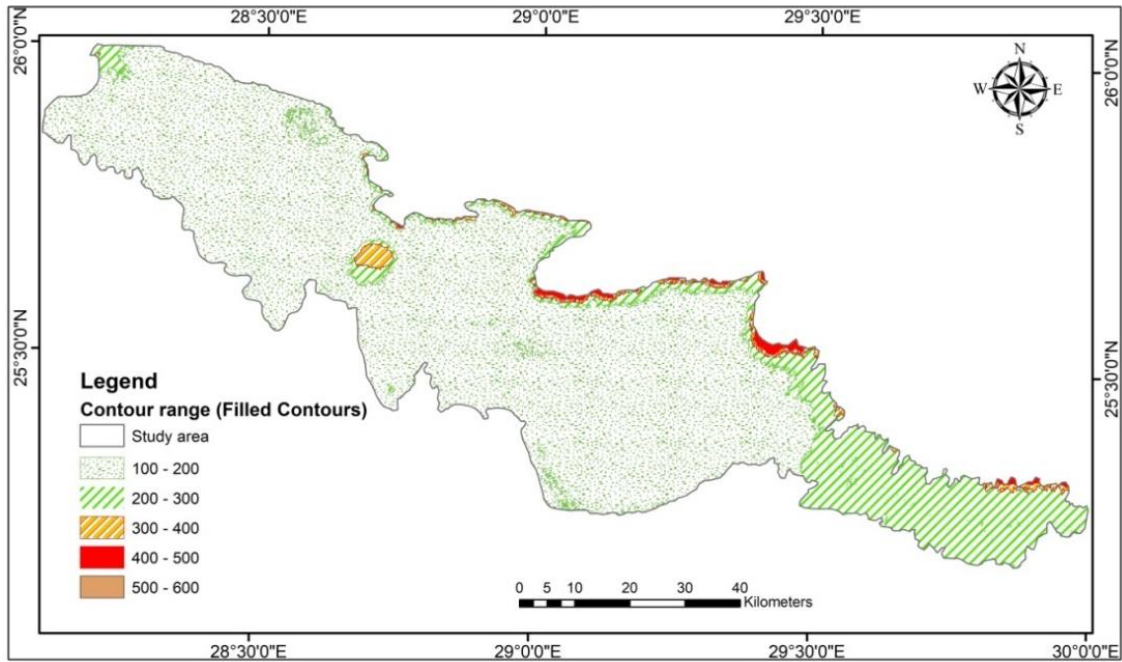 28°30'0"E 29°0'0"E 29°30'0"E
26°0'0"N
26°0'0"N
N
W E
S
25°30'0"N
25°30'0"N
Legend
Contour range (Filled Contours)
Study area
100 - 200
200 - 300
300 - 400
400 - 500
500 - 600
0 5 10 20 30 40
Kilometers
28°30'0"E 29°0'0"E 29°30'0"E 30°0'0"E